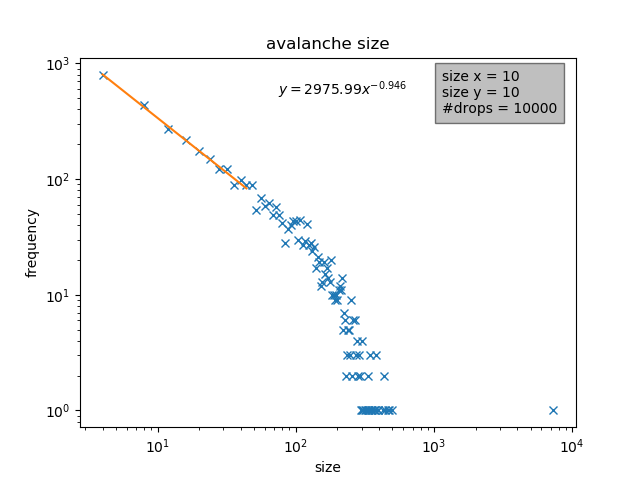 avalanche size
size x = 10
size y = 10
#drops = 10000
y = 2975.99x^{-0.946}
frequency
10^3
10^2
10^1
10^0
10^1
10^2
10^3
10^4
size